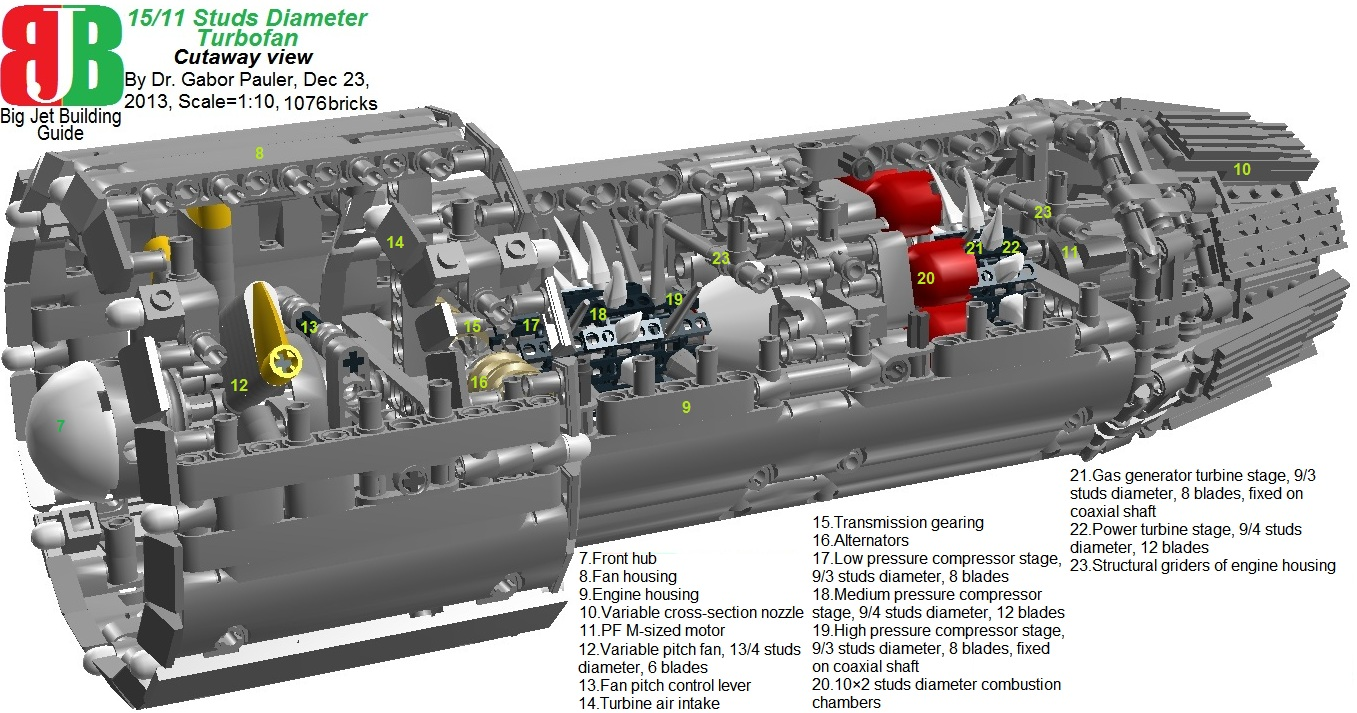 BJB
Big Jet Building
Guide
15/11 Studs Diameter
Turbofan
Cutaway view
By Dr. Gabor Pauler, Dec 23,
2013, Scale=1:10, 1076bricks
8
10
14
23
23
21
22
11
20
19
18
17
15
13
16
12
9
7
7.Front hub
8.Fan housing
9.Engine housing
10.Variable cross-section nozzle
11.PF M-sized motor
12.Variable pitch fan, 13/4 studs
diameter, 6 blades
13.Fan pitch control lever
14.Turbine air intake
15.Transmission gearing
16.Alternators
17.Low pressure compressor stage,
9/3 studs diameter, 8 blades
18.Medium pressure compressor
stage, 9/4 studs diameter, 12 blades
19.High pressure compressor stage,
9/3 studs diameter, 8 blades, fixed
on coaxial shaft
20.10×2 studs diameter combustion
chambers
21.Gas generator turbine stage, 9/3
studs diameter, 8 blades, fixed on
coaxial shaft
22.Power turbine stage, 9/4 studs
diameter, 12 blades
23.Structural griders of engine housing